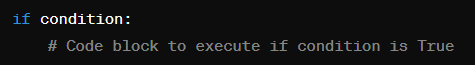 if condition:
    # Code block to execute if condition is True